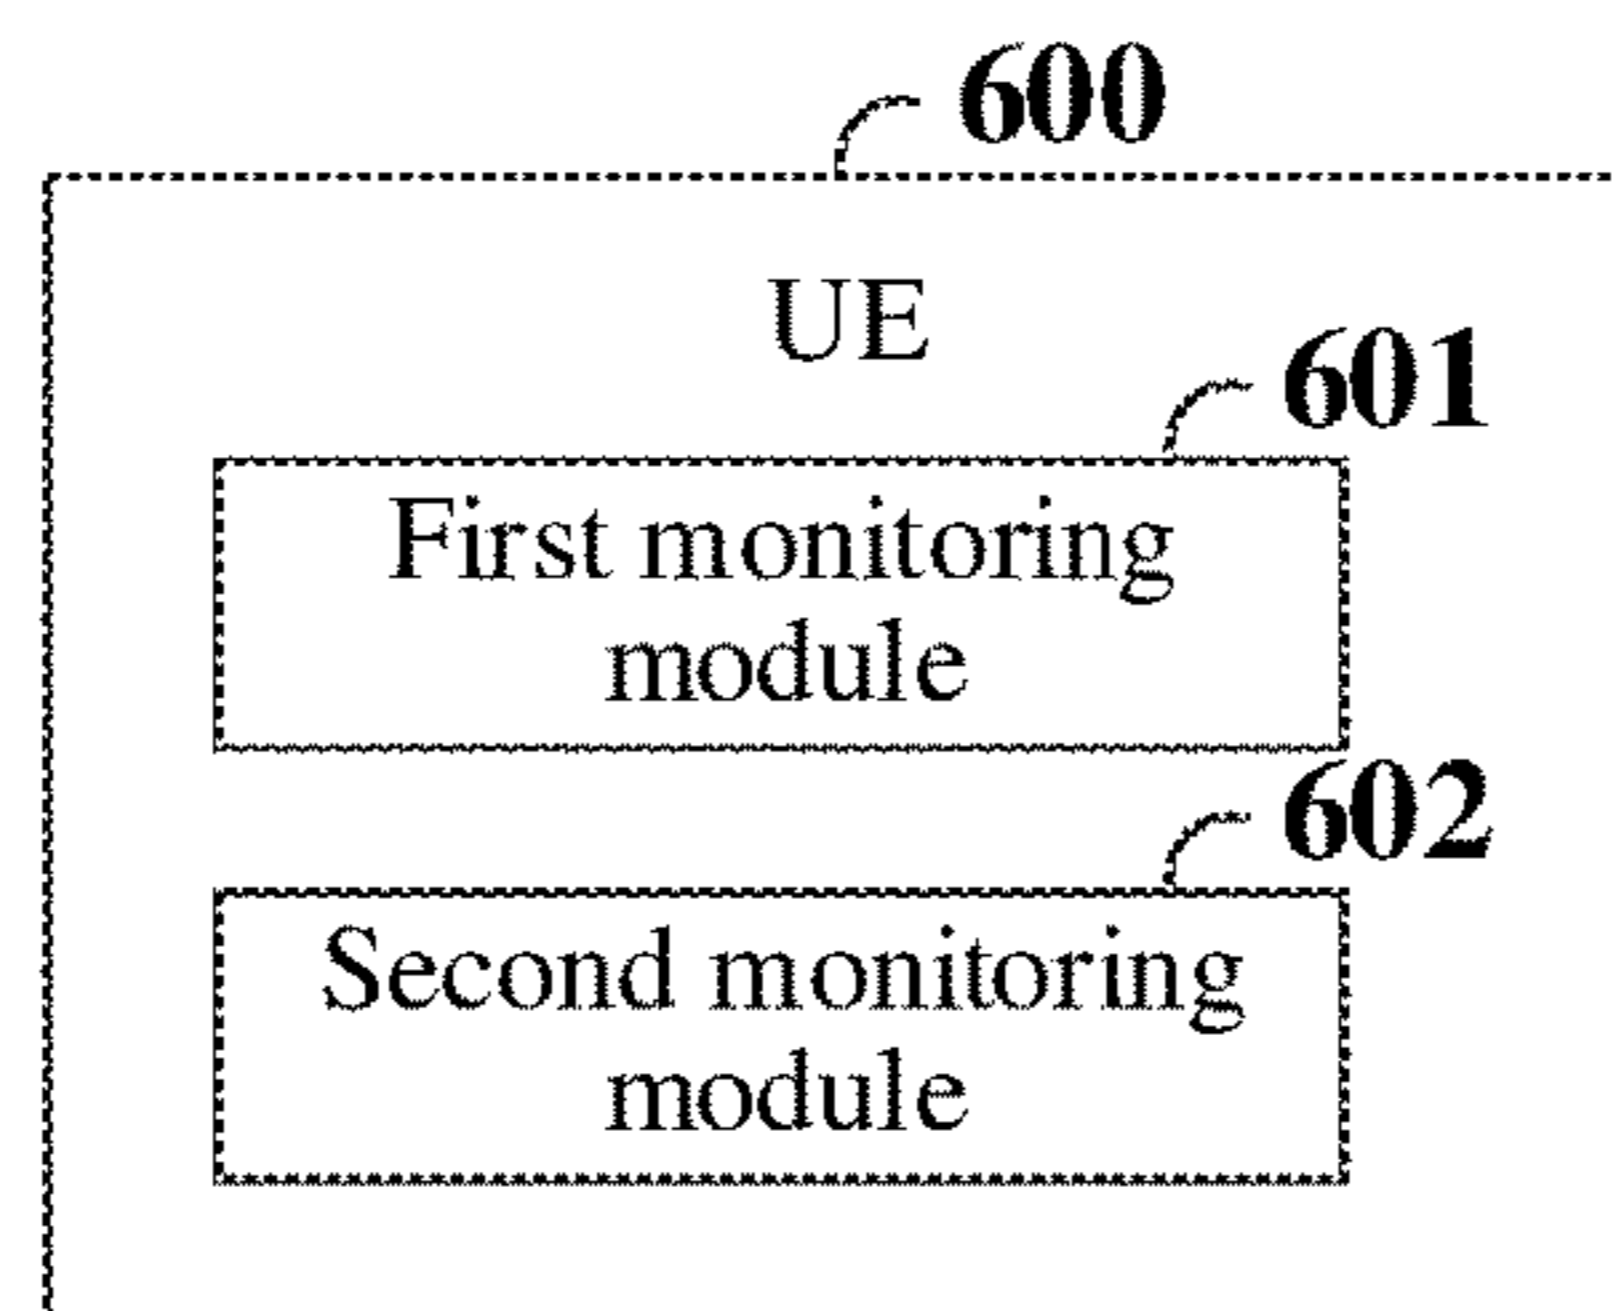 600
UE
601
First monitoring
module
602
Second monitoring
module